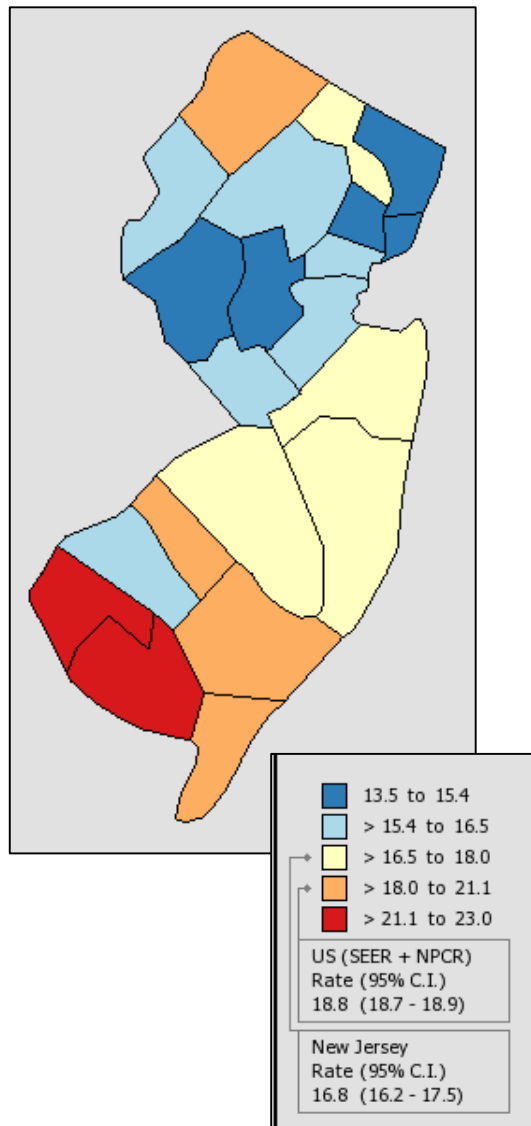 13.5 to 15.4
> 15.4 to 16.5
> 16.5 to 18.0
> 18.0 to 21.1
> 21.1 to 23.0
US (SEER + NPCR)
Rate (95% C.I.)
18.8 (18.7 - 18.9)
New Jersey
Rate (95% C.I.)
16.8 (16.2 - 17.5)